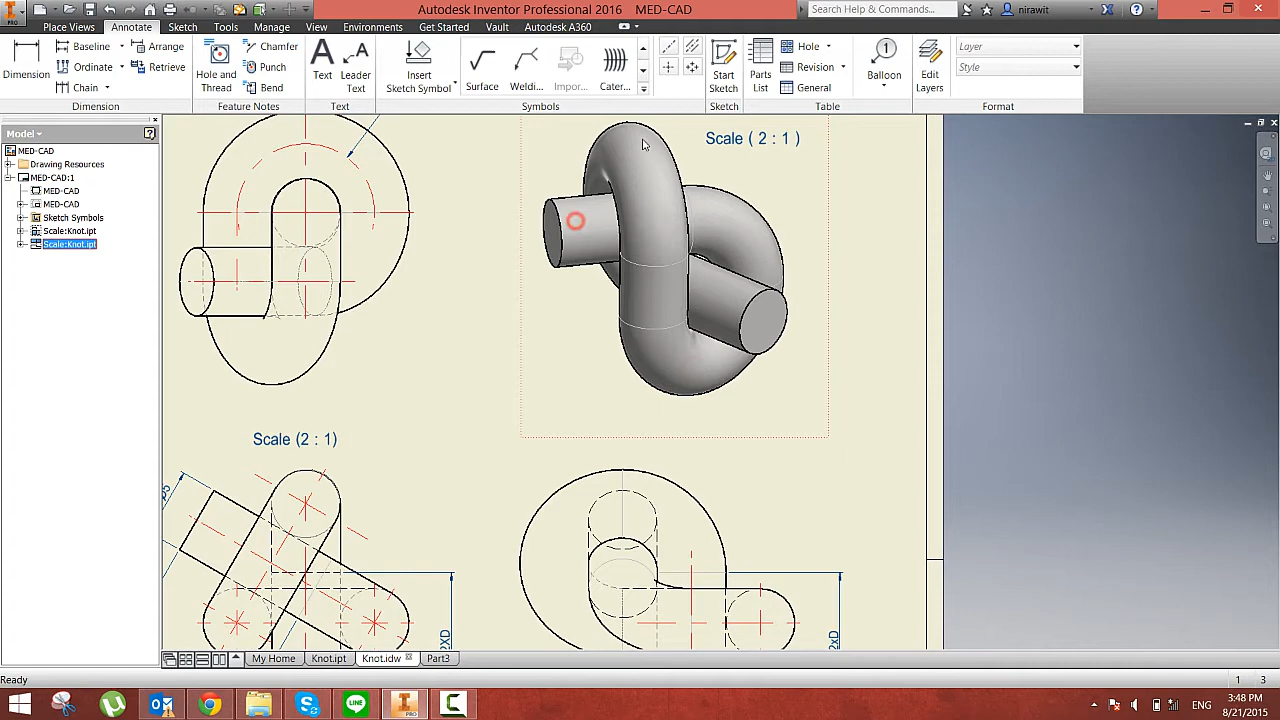 Autodesk Inventor Professional 2016   MED-CAD
Search Help & Commands...
nirawit
PRO
Place Views Annotate Sketch Tools Manage View Environments Get Started Vault Autodesk A360
Dimension
Baseline
Ordinate
Chain
Arrange
Retrieve
Dimension
Hole and Thread
Chamfer
Punch
Bend
Feature Notes
Text
Leader Text
Text
Insert Sketch Symbol
Surface
Weldi...
Impor...
Cater...
Symbols
Start Sketch
Sketch
Parts List
Hole
Revision
General
Balloon
Table
Edit Layers
Layer
Style
Format
Model
MED-CAD
Drawing Resources
MED-CAD:1
MED-CAD
MED-CAD
Sketch Symbols
Scale:Knot.ipt
Scale:Knot.ipt
Scale ( 2 : 1 )
Scale (2 : 1)
2XD
2xD
My Home
Knot.ipt
Knot.idw
Part3
Ready
1
3
PRO
3:48 PM
8/21/2015